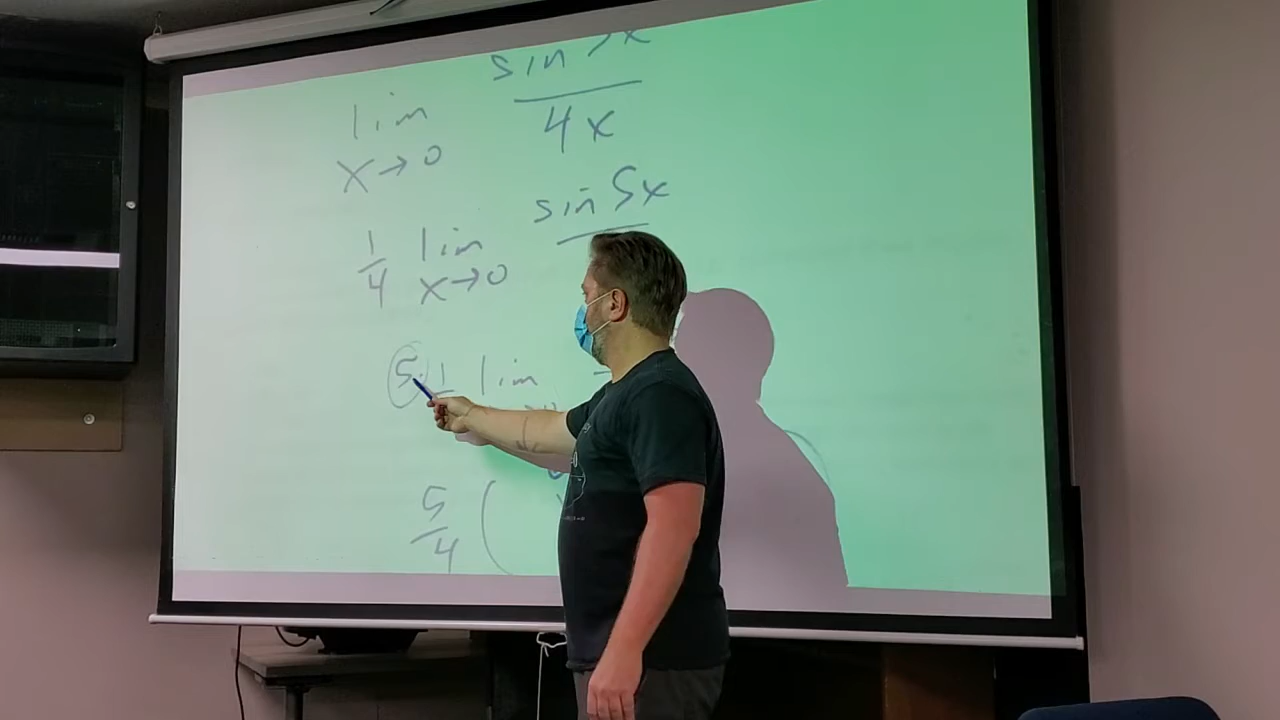 lim sin 5x
x→0 4x
1/4 lim sin 5x
x→0
5·1 lim
5/4 (